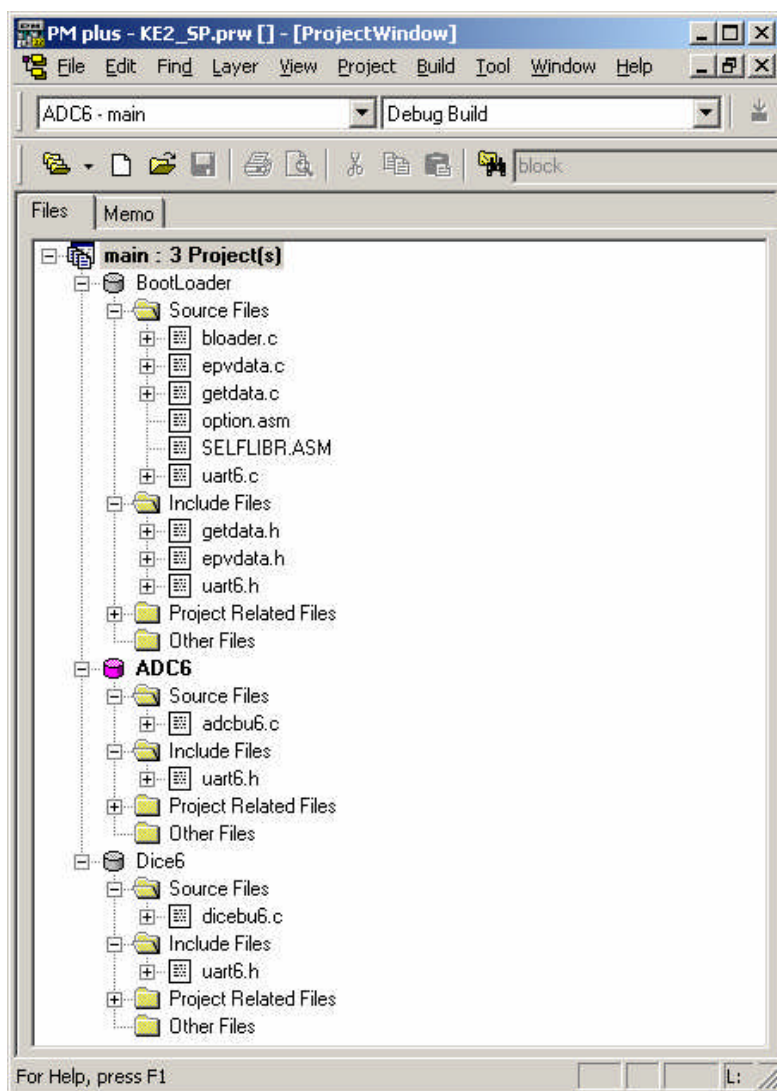 PM plus - KE2_SP.prw [] - [ProjectWindow]
File Edit Find Layer View Project Build Tool Window Help
ADC6 - main Debug Build
block
Files Memo
main : 3 Project(s)
BootLoader
Source Files
bloader.c
epvdata.c
getdata.c
option.asm
SELFLIBR.ASM
uart6.c
Include Files
getdata.h
epvdata.h
uart6.h
Project Related Files
Other Files
ADC6
Source Files
adcbu6.c
Include Files
uart6.h
Project Related Files
Other Files
Dice6
Source Files
dicebu6.c
Include Files
uart6.h
Project Related Files
Other Files
For Help, press F1 L: